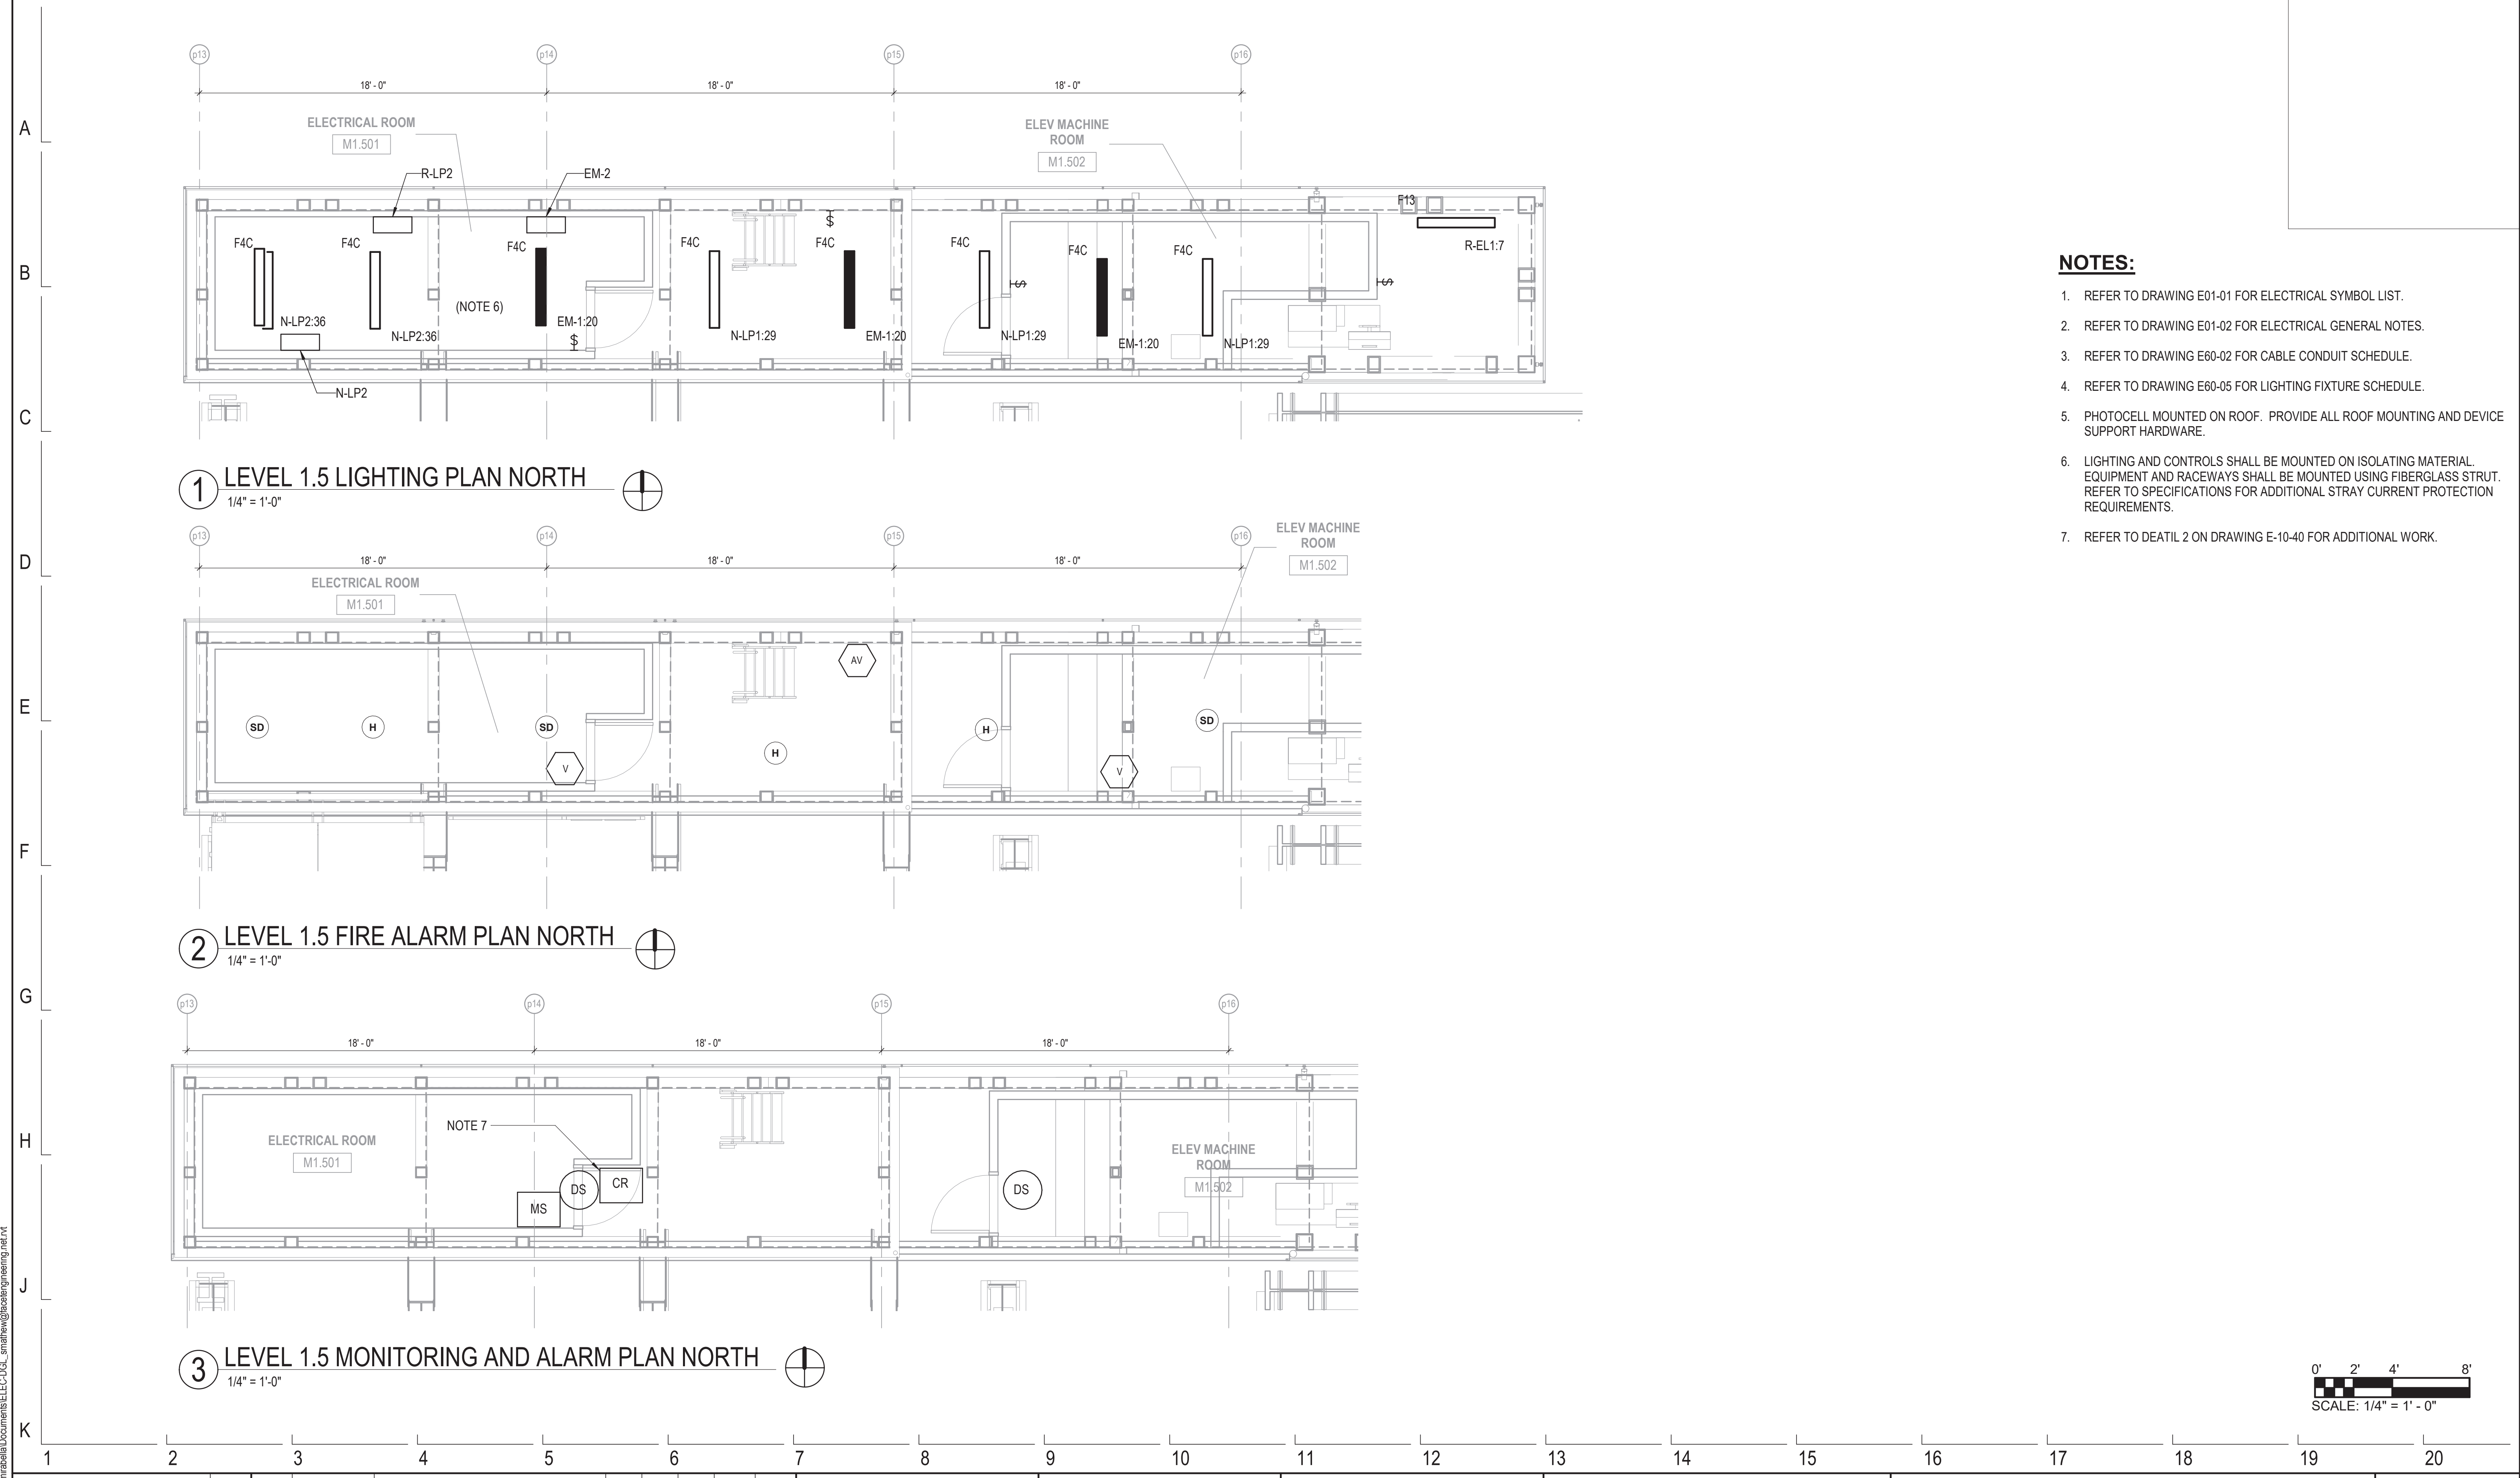 p13 p14 p15 p16
18' - 0" 18' - 0" 18' - 0"
ELECTRICAL ROOM
M1.501
ELEV MACHINE
ROOM
M1.502
R-LP2
EM-2
F13
$
F4C F4C F4C F4C F4C F4C F4C F4C
R-EL1:7
$ $
(NOTE 6)
N-LP2:36 N-LP2:36 EM-1:20 N-LP1:29 EM-1:20 N-LP1:29 EM-1:20 N-LP1:29
$
N-LP2
1 LEVEL 1.5 LIGHTING PLAN NORTH
1/4" = 1'-0"
p13 p14 p15 p16
18' - 0" 18' - 0" 18' - 0"
ELECTRICAL ROOM
M1.501
ELEV MACHINE
ROOM
M1.502
AV
SD H SD H H SD
V V
2 LEVEL 1.5 FIRE ALARM PLAN NORTH
1/4" = 1'-0"
p13 p14 p15 p16
18' - 0" 18' - 0" 18' - 0"
NOTE 7
ELECTRICAL ROOM
M1.501
ELEV MACHINE
ROOM
M1.502
MS DS CR DS
3 LEVEL 1.5 MONITORING AND ALARM PLAN NORTH
1/4" = 1'-0"
NOTES:
1. REFER TO DRAWING E01-01 FOR ELECTRICAL SYMBOL LIST.
2. REFER TO DRAWING E01-02 FOR ELECTRICAL GENERAL NOTES.
3. REFER TO DRAWING E60-02 FOR CABLE CONDUIT SCHEDULE.
4. REFER TO DRAWING E60-05 FOR LIGHTING FIXTURE SCHEDULE.
5. PHOTOCELL MOUNTED ON ROOF. PROVIDE ALL ROOF MOUNTING AND DEVICE
SUPPORT HARDWARE.
6. LIGHTING AND CONTROLS SHALL BE MOUNTED ON ISOLATING MATERIAL.
EQUIPMENT AND RACEWAYS SHALL BE MOUNTED USING FIBERGLASS STRUT.
REFER TO SPECIFICATIONS FOR ADDITIONAL STRAY CURRENT PROTECTION
REQUIREMENTS.
7. REFER TO DEATIL 2 ON DRAWING E-10-40 FOR ADDITIONAL WORK.
0' 2' 4' 8'
SCALE: 1/4" = 1' - 0"
A
B
C
D
E
F
G
H
J
K
1 2 3 4 5 6 7 8 9 10 11 12 13 14 15 16 17 18 19 20